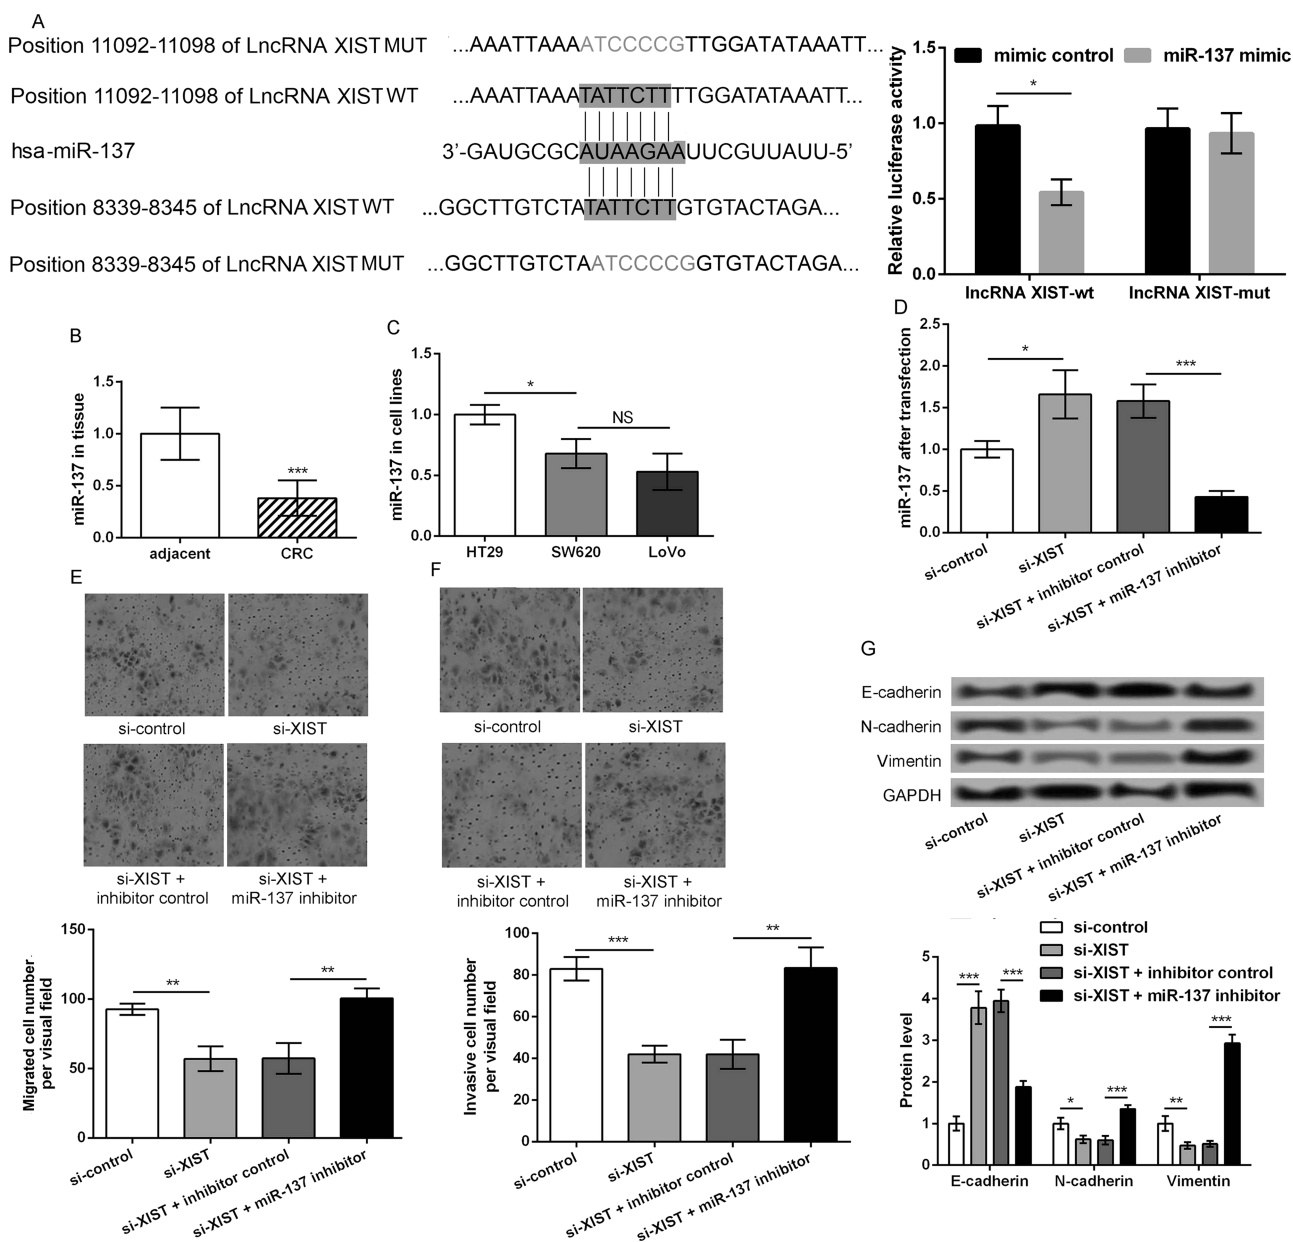 A
Position 11092-11098 of LncRNA XIST MUT ...AAATTAAAATCCCCGTTGGATATAAATT...
Position 11092-11098 of LncRNA XIST WT ...AAATTAAATATTCTTTTGGATATAAATT...
hsa-miR-137 3’-GAUGCGCAUAAGAAUUCGUUAUU-5’
Position 8339-8345 of LncRNA XIST WT ...GGCTTGTCTATATTCTTGTGTACTAGA...
Position 8339-8345 of LncRNA XIST MUT ...GGCTTGTCTAATCCCCGGTGTACTAGA...
Relative luciferase activity
1.5
1.0
0.5
0.0
mimic control
miR-137 mimic
*
lncRNA XIST-wt
lncRNA XIST-mut
B
miR-137 in tissue
1.5
1.0
0.5
0.0
***
adjacent
CRC
C
miR-137 in cell lines
1.5
1.0
0.5
0.0
*
NS
HT29
SW620
LoVo
D
miR-137 after transfection
2.5
2.0
1.5
1.0
0.5
0.0
*
***
si-control
si-XIST
si-XIST + inhibitor control
si-XIST + miR-137 inhibitor
E
si-control
si-XIST
si-XIST +
inhibitor control
si-XIST +
miR-137 inhibitor
Migrated cell number
per visual field
150
100
50
0
**
**
si-control
si-XIST
si-XIST + inhibitor control
si-XIST + miR-137 inhibitor
F
si-control
si-XIST
si-XIST +
inhibitor control
si-XIST +
miR-137 inhibitor
Invasive cell number
per visual field
100
80
60
40
20
0
***
**
si-control
si-XIST
si-XIST + inhibitor control
si-XIST + miR-137 inhibitor
G
E-cadherin
N-cadherin
Vimentin
GAPDH
si-control
si-XIST
si-XIST + inhibitor control
si-XIST + miR-137 inhibitor
si-control
si-XIST
si-XIST + inhibitor control
si-XIST + miR-137 inhibitor
Protein level
5
4
3
2
1
0
***
***
*
***
**
***
E-cadherin
N-cadherin
Vimentin